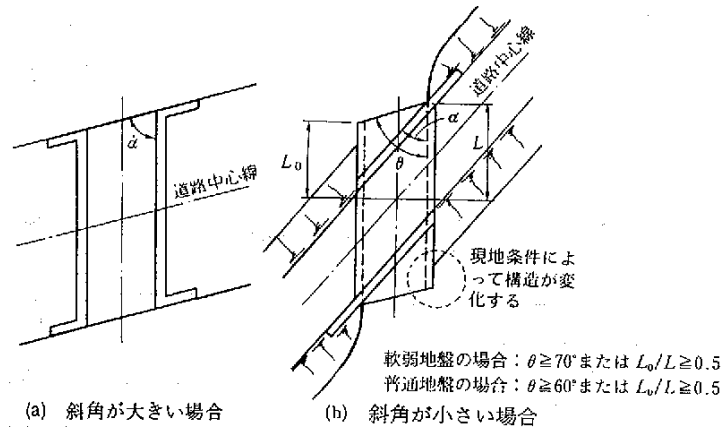 道路中心線
α
L₀
θ
α
L
道路中心線
現地条件によ
って構造が変
化する
軟弱地盤の場合：θ≧70°または L₀/L≧0.5
普通地盤の場合：θ≧60°または L₀/L≧0.5
(a) 斜角が大きい場合
(b) 斜角が小さい場合